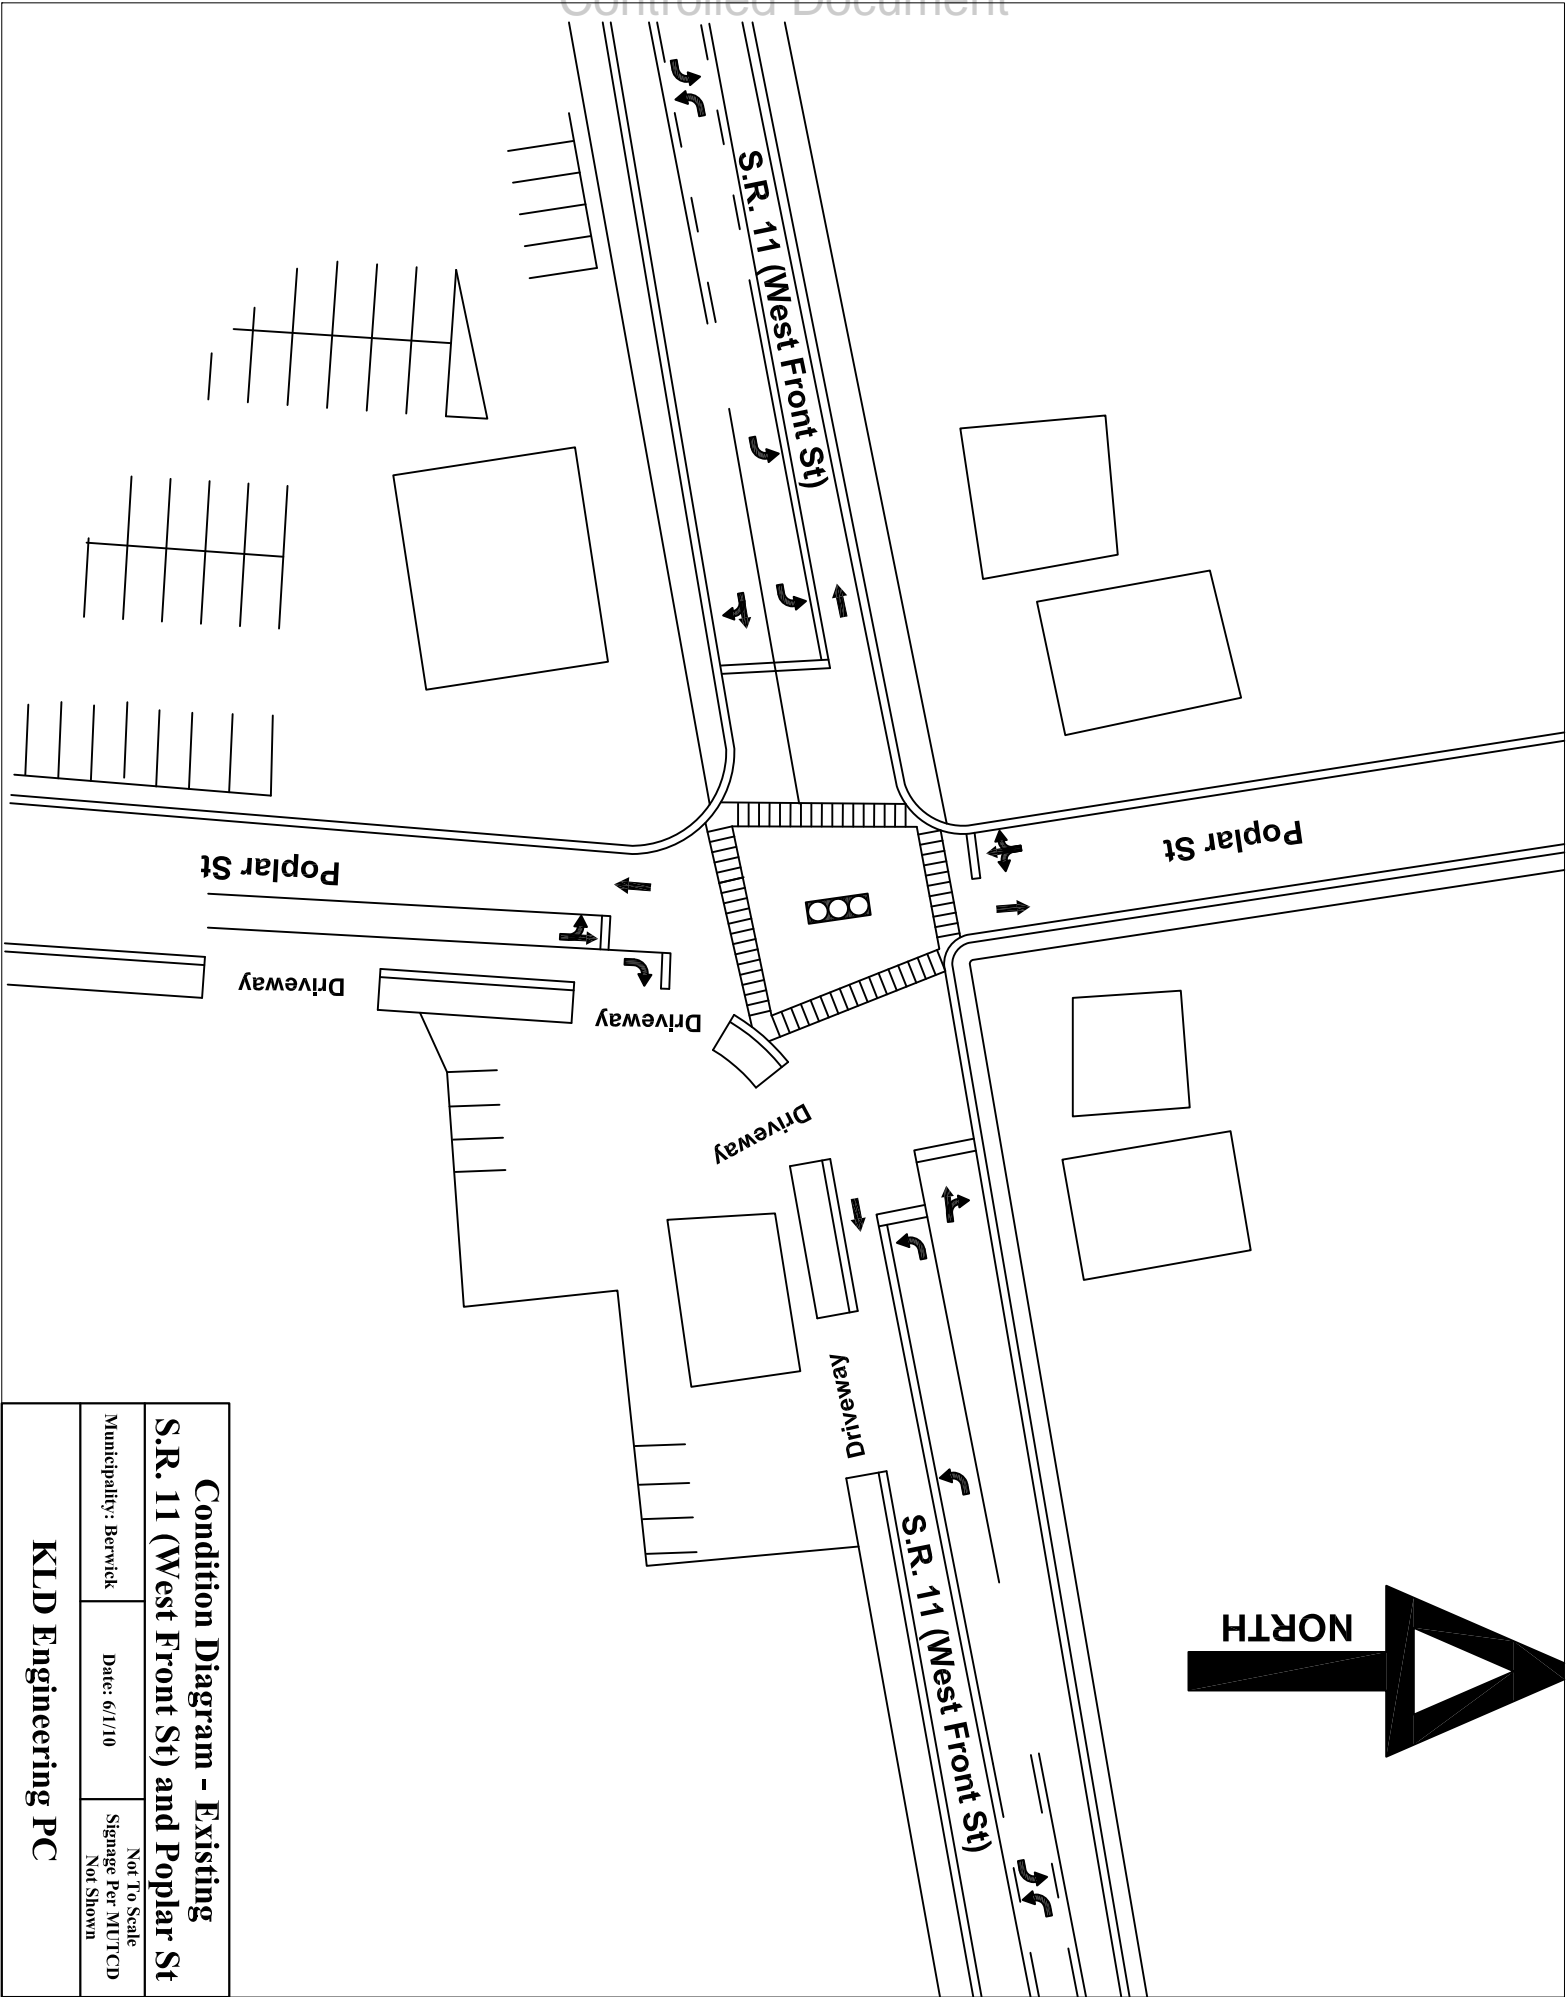 Controlled Document
S.R. 11 (West Front St)
Poplar St
Poplar St
Driveway
Driveway
Driveway
Driveway
S.R. 11 (West Front St)
NORTH
Condition Diagram - Existing
S.R. 11 (West Front St) and Poplar St
Municipality: Berwick
Date: 6/1/10
Not To Scale
Signage Per MUTCD
Not Shown
KLD Engineering PC